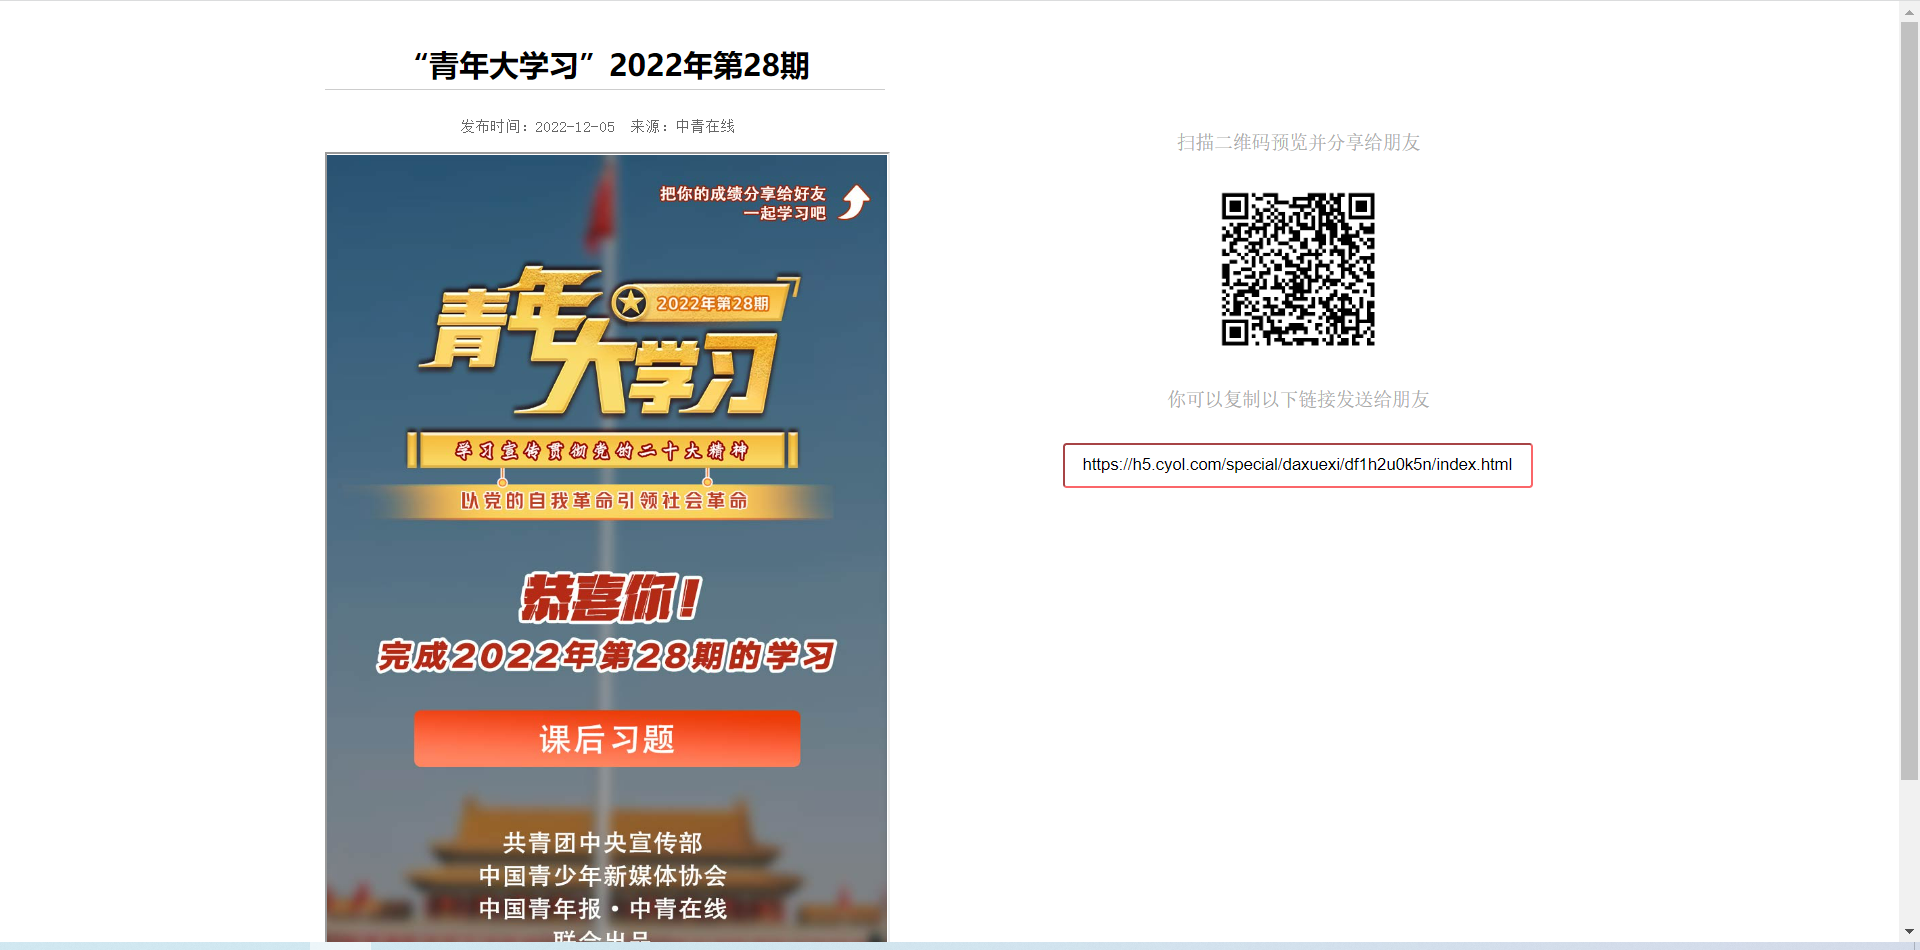 “青年大学习”2022年第28期
发布时间：2022-12-05 来源：中青在线
把你的成绩分享给好友
一起学习吧
青年大学习
2022年第28期
学习宣传贯彻党的二十大精神
以党的自我革命引领社会革命
恭喜你！
完成2022年第28期的学习
课后习题
共青团中央宣传部
中国青少年新媒体协会
中国青年报·中青在线
联合出品
扫描二维码预览并分享给朋友
你可以复制以下链接发送给朋友
https://h5.cyol.com/special/daxuexi/df1h2u0k5n/index.html